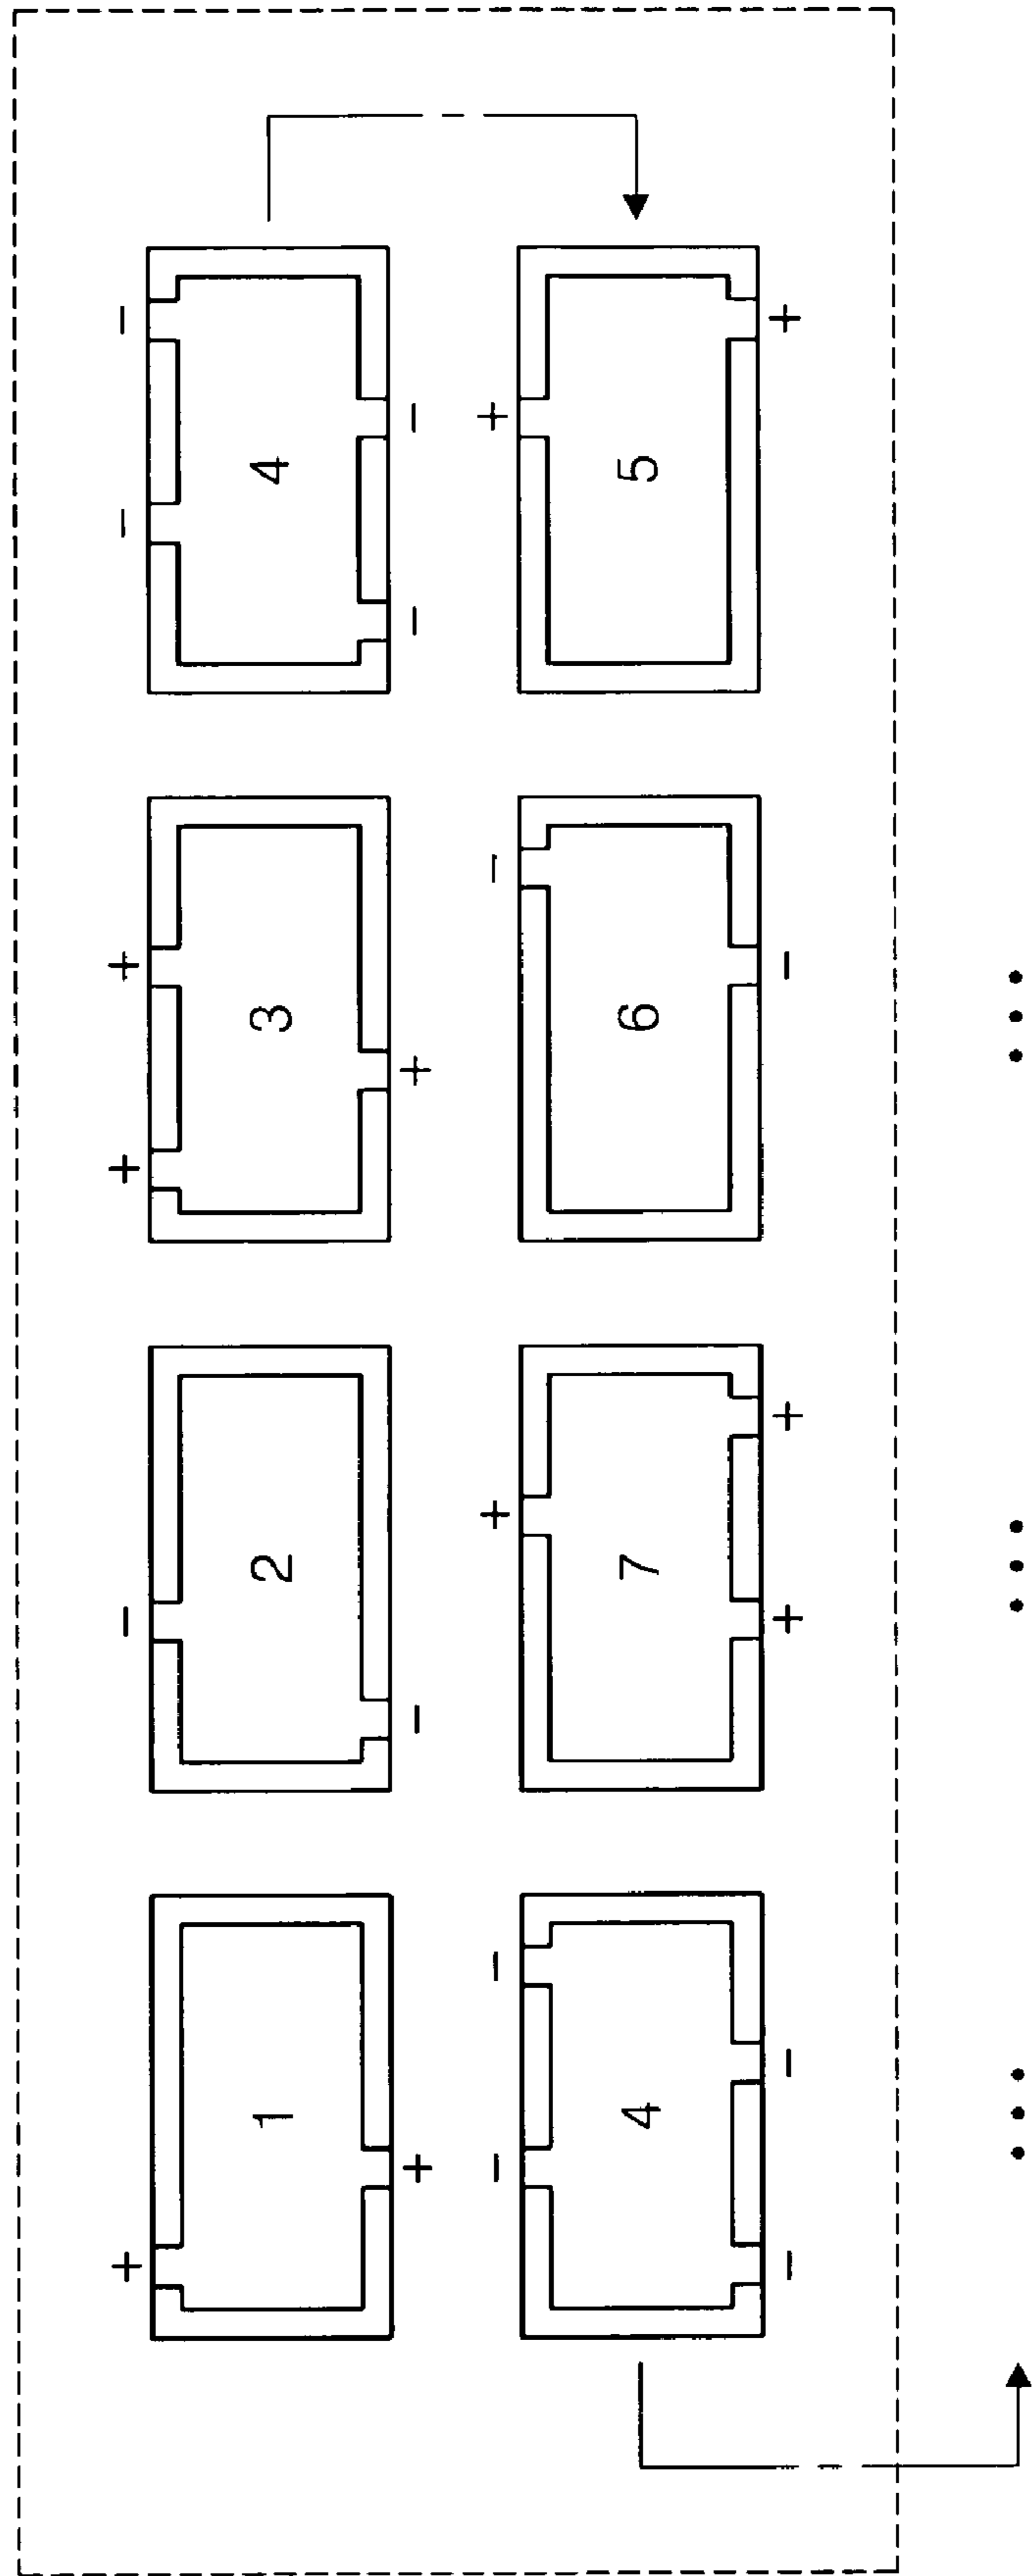 + - + + - -
1 2 3 4
+ - + - -
- - + - +
4 7 6 5
- - + + - +
... ... ...